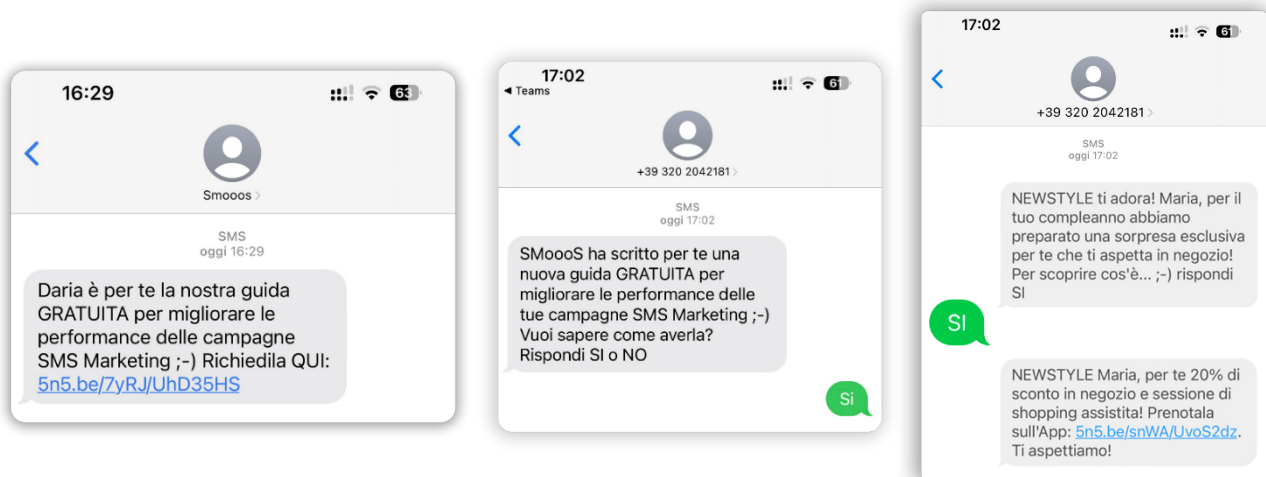 16:29
63
Smooos
SMS
oggi 16:29
Daria è per te la nostra guida
GRATUITA per migliorare le
performance delle campagne
SMS Marketing ;-) Richiedila QUI:
5n5.be/7yRJ/UhD35HS
17:02
Teams
61
+39 320 2042181
SMS
oggi 17:02
SMoooS ha scritto per te una
nuova guida GRATUITA per
migliorare le performance delle
tue campagne SMS Marketing ;-)
Vuoi sapere come averla?
Rispondi SI o NO
Si
17:02
61
+39 320 2042181
SMS
oggi 17:02
NEWSTYLE ti adora! Maria, per il
tuo compleanno abbiamo
preparato una sorpresa esclusiva
per te che ti aspetta in negozio!
Per scoprire cos'è... ;-) rispondi
SI
SI
NEWSTYLE Maria, per te 20% di
sconto in negozio e sessione di
shopping assistita! Prenotala
sull'App: 5n5.be/snWA/UvoS2dz.
Ti aspettiamo!